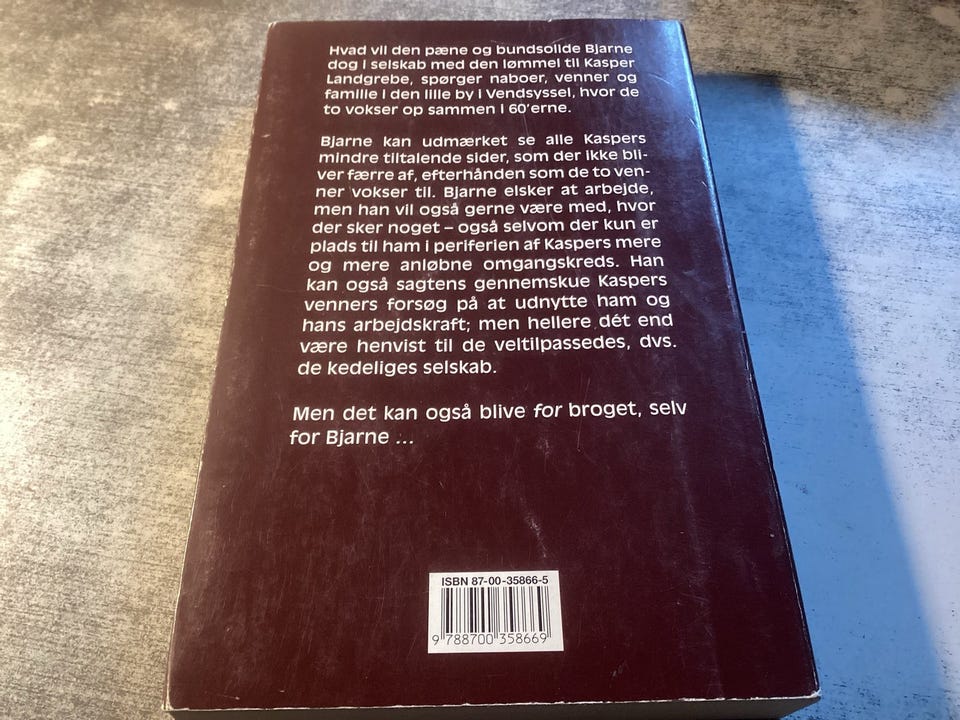 Hvad vil den pæne og bundsolide Bjarne
dog i selskab med den lømmel til Kasper
Landgrebe, spørger naboer, venner og
familie i den lille by i Vendsyssel, hvor de
to vokser op sammen i 60'erne.
Bjarne kan udmærket se alle Kaspers
mindre tiltalende sider, som der ikke bli-
ver færre af, efterhånden som de to ven-
ner vokser til. Bjarne elsker at arbejde,
men han vil også gerne være med, hvor
der sker noget – også selvom der kun er
plads til ham i periferien af Kaspers mere
og mere anløbne omgangskreds. Han
kan også sagtens gennemskue Kaspers
venners forsøg på at udnytte ham og
hans arbejdskraft; men hellere dét end
være henvist til de veltilpassedes, dvs.
de kedeliges selskab.
Men det kan også blive for broget, selv
for Bjarne ...
ISBN 87-00-35866-5
9 788700 358669